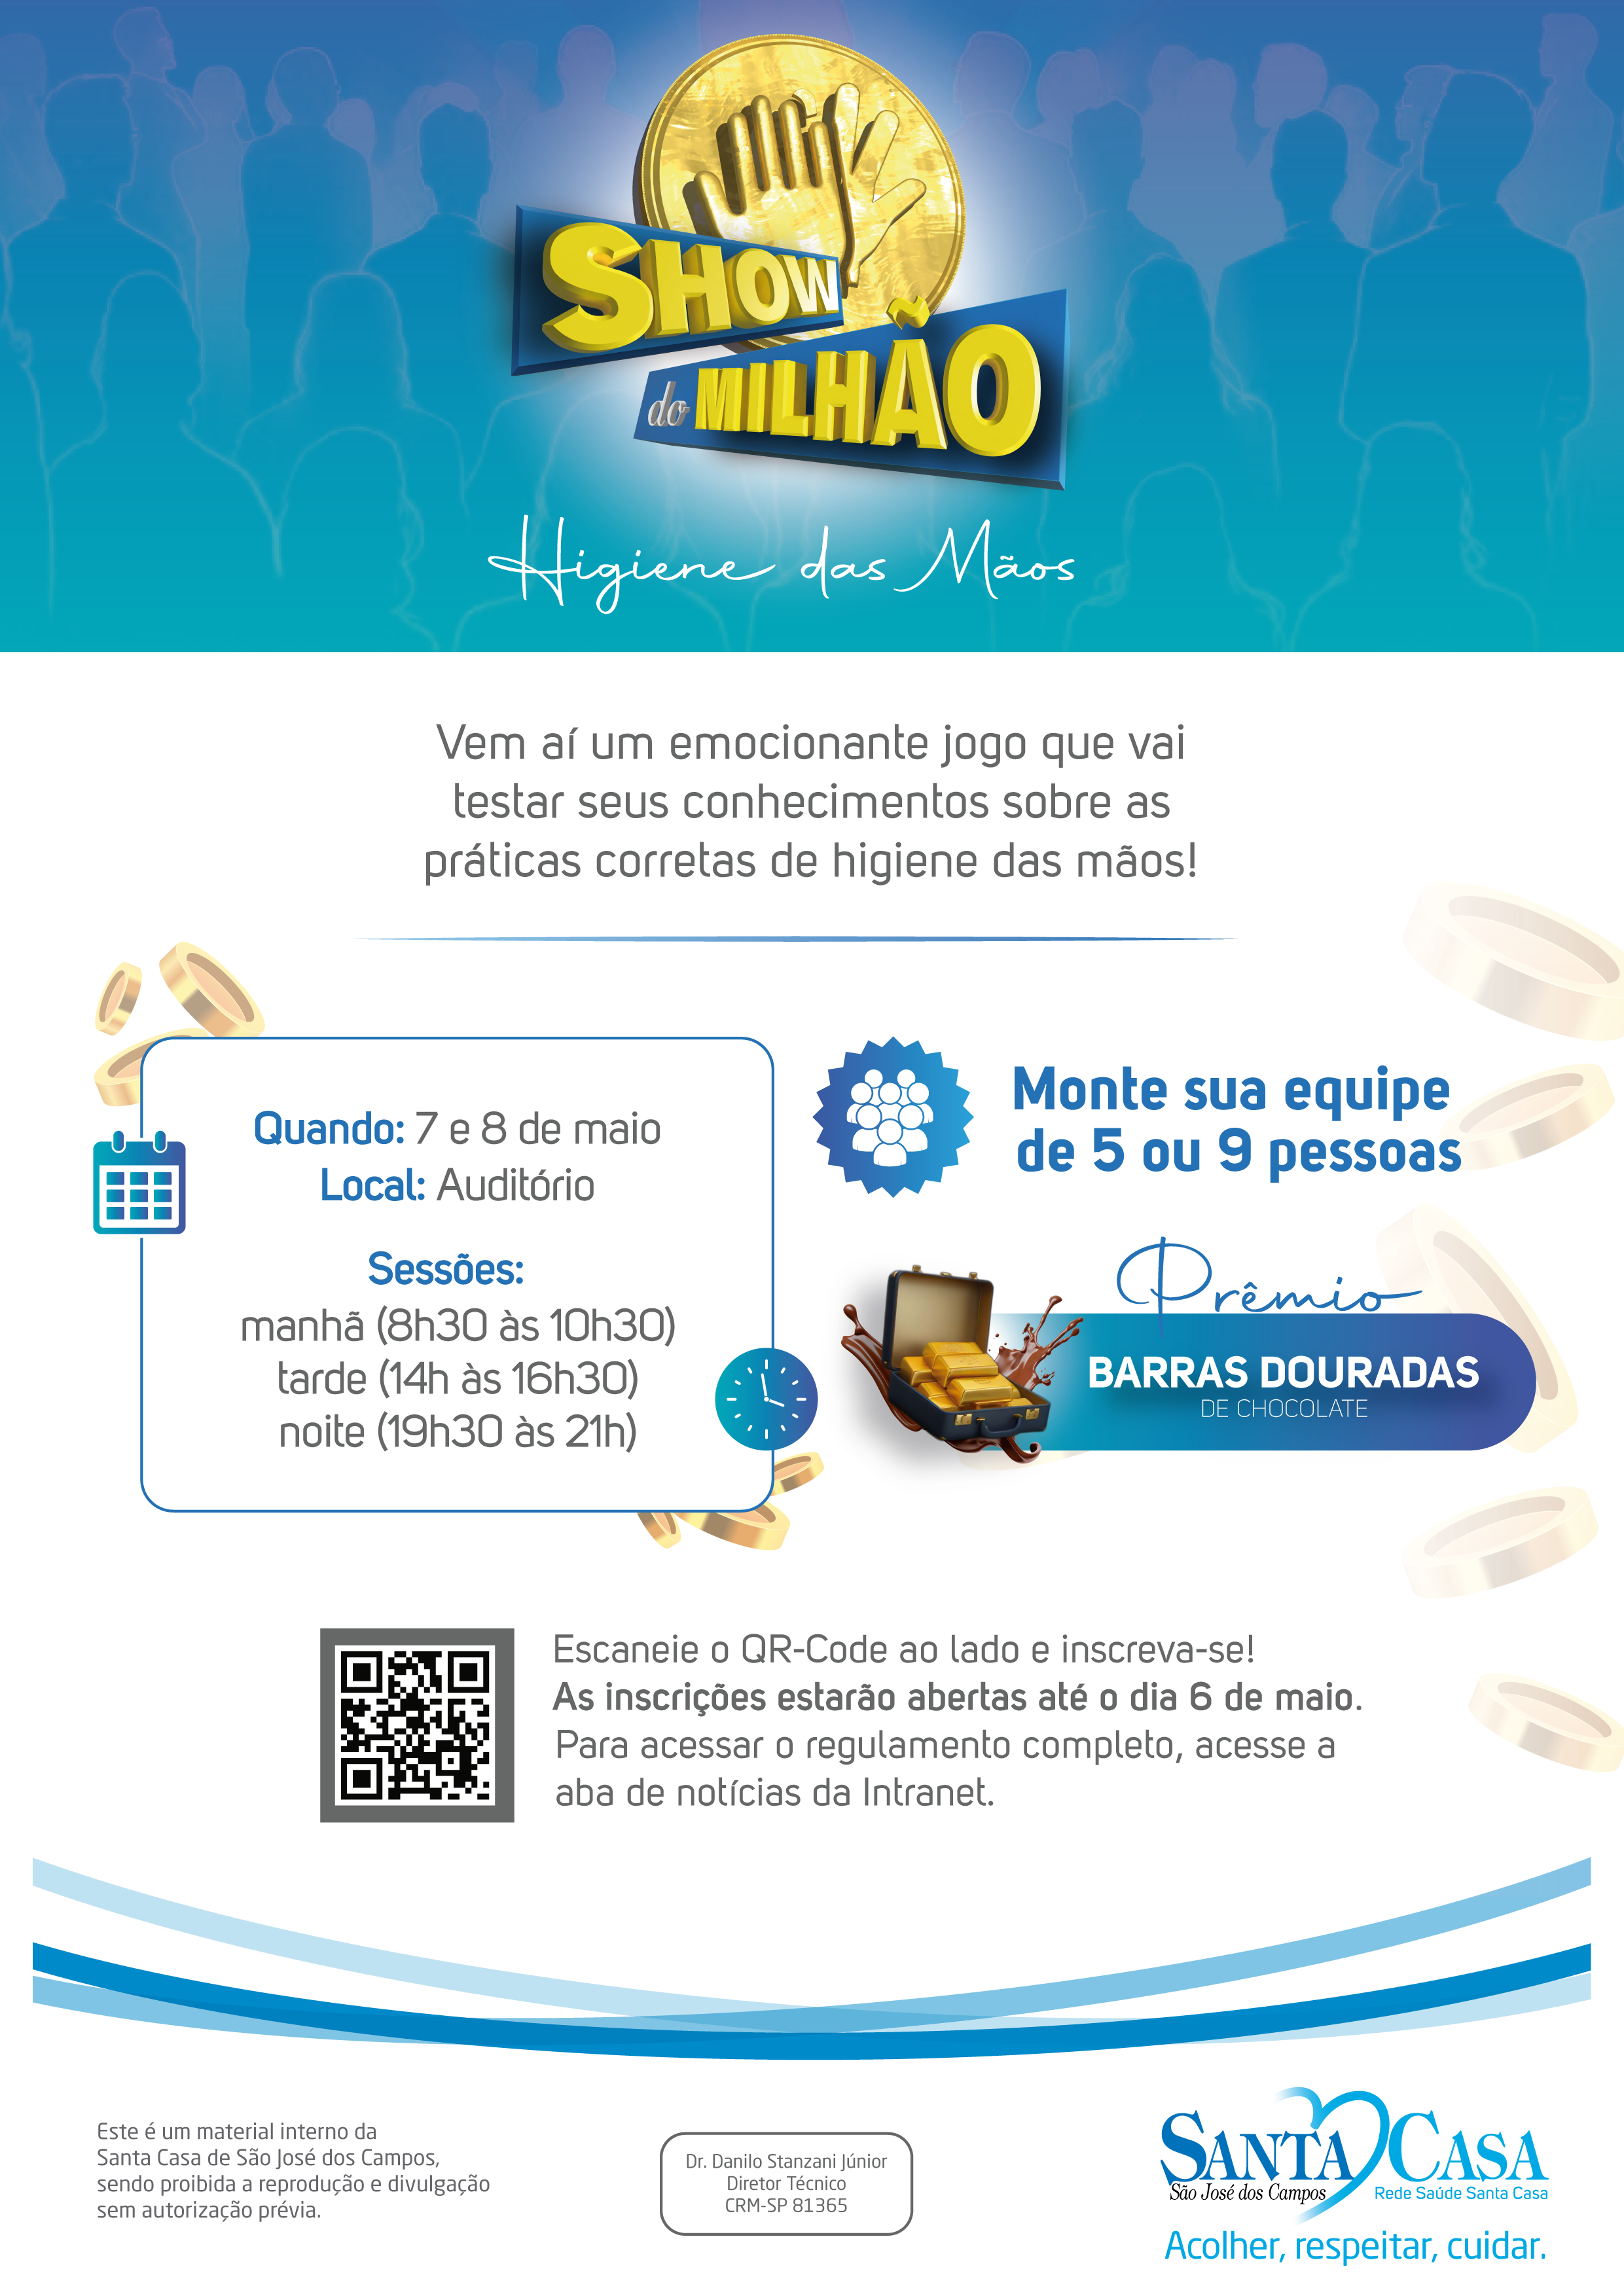 SHOW
do MILHÃO
Higiene das Mãos
Vem aí um emocionante jogo que vai
testar seus conhecimentos sobre as
práticas corretas de higiene das mãos!
Quando: 7 e 8 de maio
Local: Auditório
Sessões:
manhã (8h30 às 10h30)
tarde (14h às 16h30)
noite (19h30 às 21h)
Monte sua equipe
de 5 ou 9 pessoas
Prêmio
BARRAS DOURADAS
DE CHOCOLATE
Escaneie o QR-Code ao lado e inscreva-se!
As inscrições estarão abertas até o dia 6 de maio.
Para acessar o regulamento completo, acesse a
aba de notícias da Intranet.
Este é um material interno da
Santa Casa de São José dos Campos,
sendo proibida a reprodução e divulgação
sem autorização prévia.
Dr. Danilo Stanzani Júnior
Diretor Técnico
CRM-SP 81365
SANTA CASA
São José dos Campos Rede Saúde Santa Casa
Acolher, respeitar, cuidar.